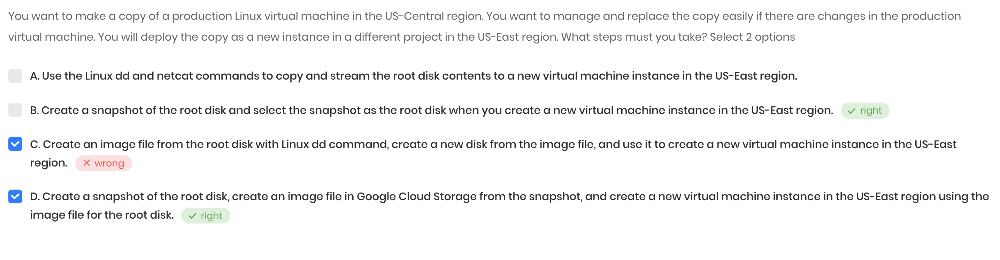 You want to make a copy of a production Linux virtual machine in the US-Central region. You want to manage and replace the copy easily if there are changes in the production
virtual machine. You will deploy the copy as a new instance in a different project in the US-East region. What steps must you take? Select 2 options
A. Use the Linux dd and netcat commands to copy and stream the root disk contents to a new virtual machine instance in the US-East region.
B. Create a snapshot of the root disk and select the snapshot as the root disk when you create a new virtual machine instance in the US-East region. right
C. Create an image file from the root disk with Linux dd command, create a new disk from the image file, and use it to create a new virtual machine instance in the US-East
region. wrong
D. Create a snapshot of the root disk, create an image file in Google Cloud Storage from the snapshot, and create a new virtual machine instance in the US-East region using the
image file for the root disk. right